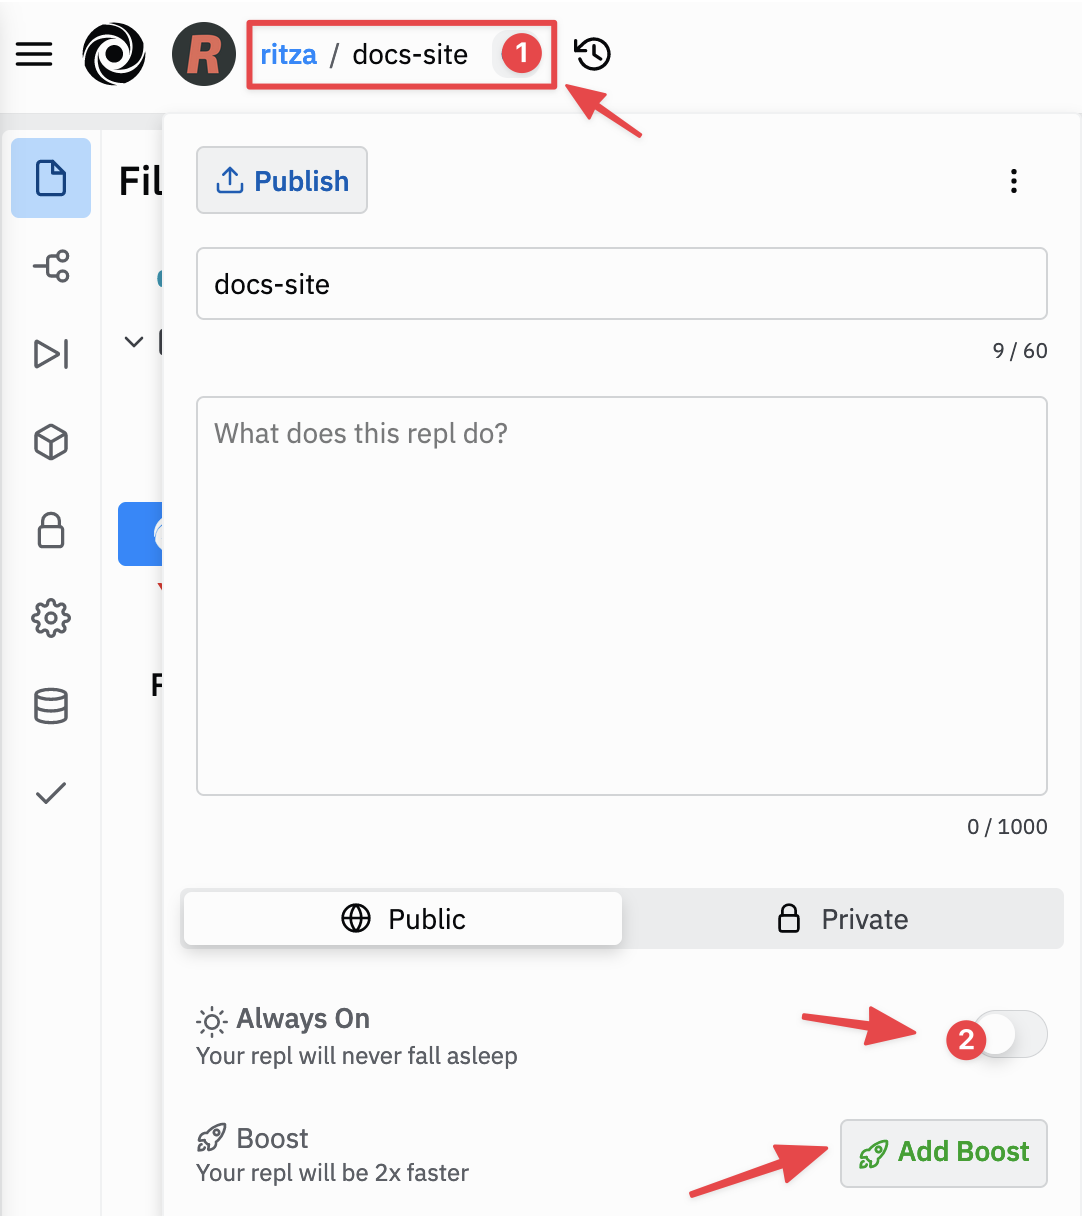 R ritza / docs-site 1
Fil
Publish
docs-site
9 / 60
What does this repl do?
F
0 / 1000
Public Private
Always On
Your repl will never fall asleep
2
Boost
Your repl will be 2x faster
Add Boost